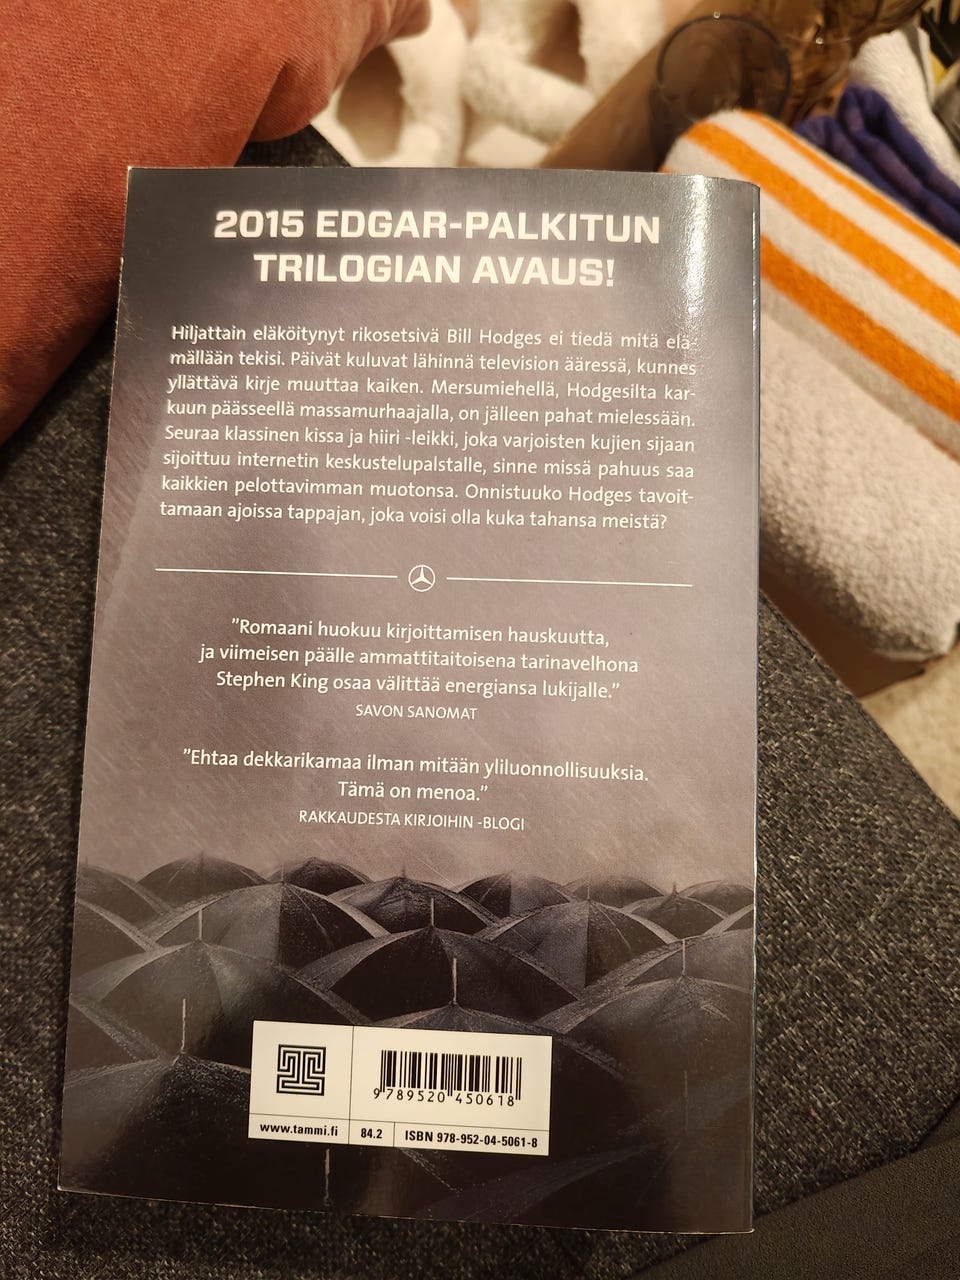 2015 EDGAR-PALKITUN
TRILOGIAN AVAUS!
Hiljattain eläköitynyt rikosetsivä Bill Hodges ei tiedä mitä elä-
mällään tekisi. Päivät kuluvat lähinnä television ääressä, kunnes
yllättävä kirje muuttaa kaiken. Mersumiehellä, Hodgesilta kar-
kuun päässeellä massamurhaajalla, on jälleen pahat mielessään.
Seuraa klassinen kissa ja hiiri -leikki, joka varjoisten kujien sijaan
sijoittuu internetin keskustelupalstalle, sinne missä pahuus saa
kaikkien pelottavimman muotonsa. Onnistuuko Hodges tavoit-
tamaan ajoissa tappajan, joka voisi olla kuka tahansa meistä?
”Romaani huokuu kirjoittamisen hauskuutta,
ja viimeisen päälle ammattitaitoisena tarinavelhona
Stephen King osaa välittää energiansa lukijalle.”
SAVON SANOMAT
”Ehtaa dekkarikamaa ilman mitään yliluonnollisuuksia.
Tämä on menoa.”
RAKKAUDESTA KIRJOIHIN -BLOGI
9 789520 450618
www.tammi.fi 84.2 ISBN 978-952-04-5061-8